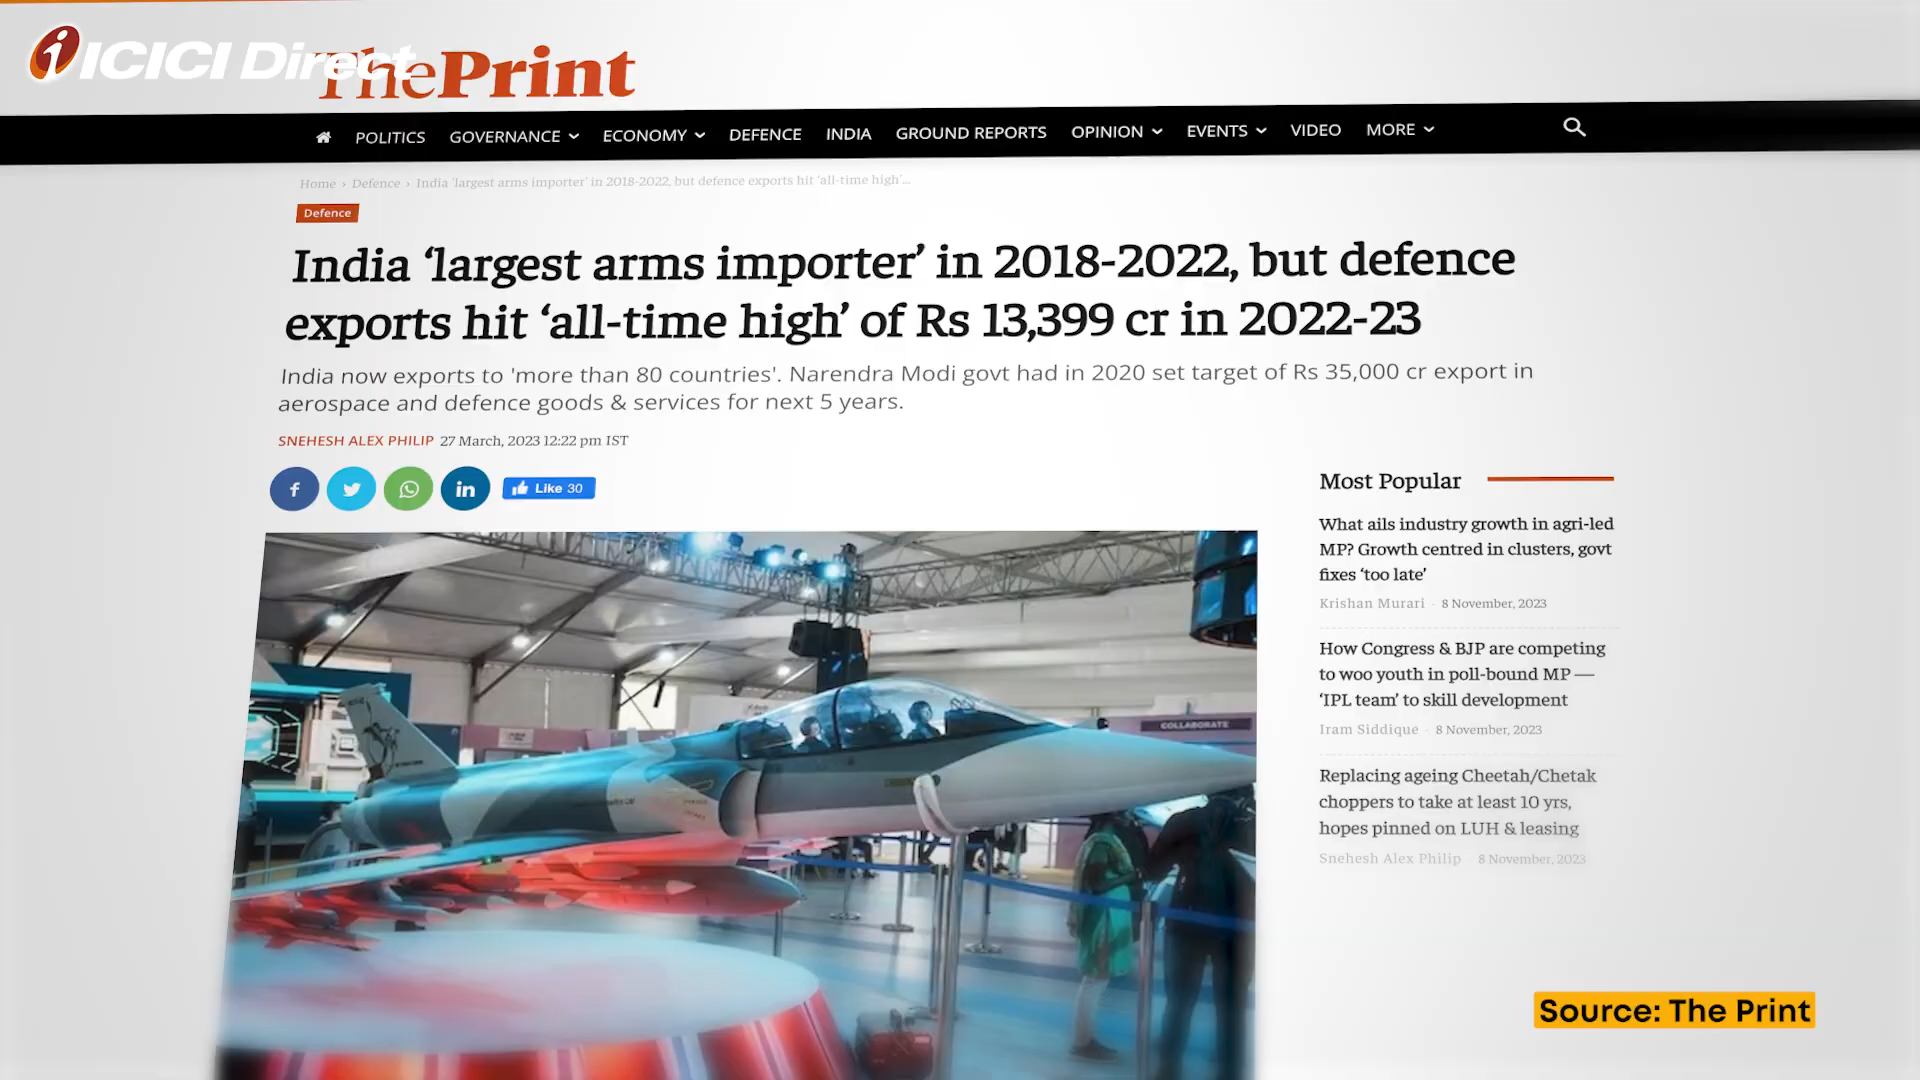 ICICI Direct
ThePrint
POLITICS GOVERNANCE ECONOMY DEFENCE INDIA GROUND REPORTS OPINION EVENTS VIDEO MORE
Home › Defence › India 'largest arms importer' in 2018-2022, but defence exports hit 'all-time high'...
Defence
India ‘largest arms importer’ in 2018-2022, but defence
exports hit ‘all-time high’ of Rs 13,399 cr in 2022-23
India now exports to 'more than 80 countries'. Narendra Modi govt had in 2020 set target of Rs 35,000 cr export in
aerospace and defence goods & services for next 5 years.
SNEHESH ALEX PHILIP 27 March, 2023 12:22 pm IST
f in Like 30
Most Popular
What ails industry growth in agri-led
MP? Growth centred in clusters, govt
fixes ‘too late’
Krishan Murari - 8 November, 2023
How Congress & BJP are competing
to woo youth in poll-bound MP —
‘IPL team’ to skill development
Iram Siddique - 8 November, 2023
Replacing ageing Cheetah/Chetak
choppers to take at least 10 yrs,
hopes pinned on LUH & leasing
Snehesh Alex Philip - 8 November, 2023
COLLABORATE
Source: The Print